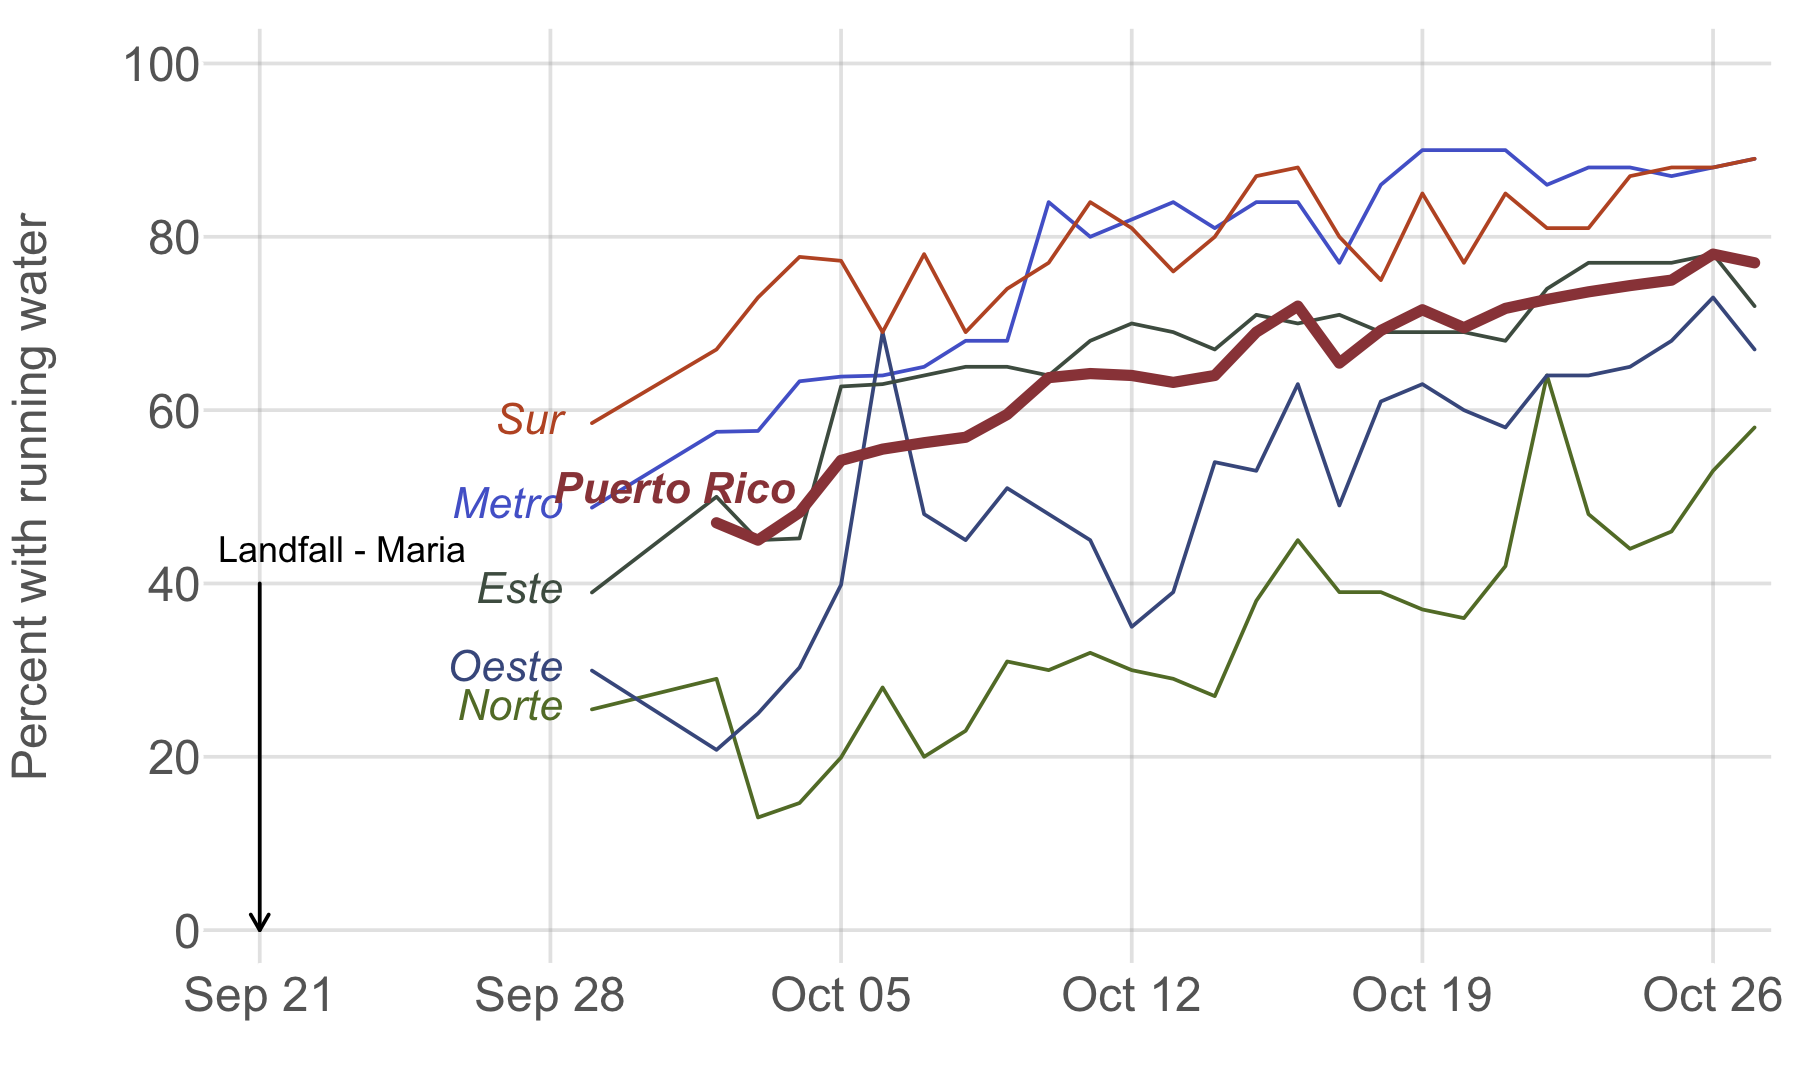 Percent with running water
100
80
60
40
20
0
Sur
Puerto Rico
Metro
Landfall - Maria
Este
Oeste
Norte
Sep 21
Sep 28
Oct 05
Oct 12
Oct 19
Oct 26